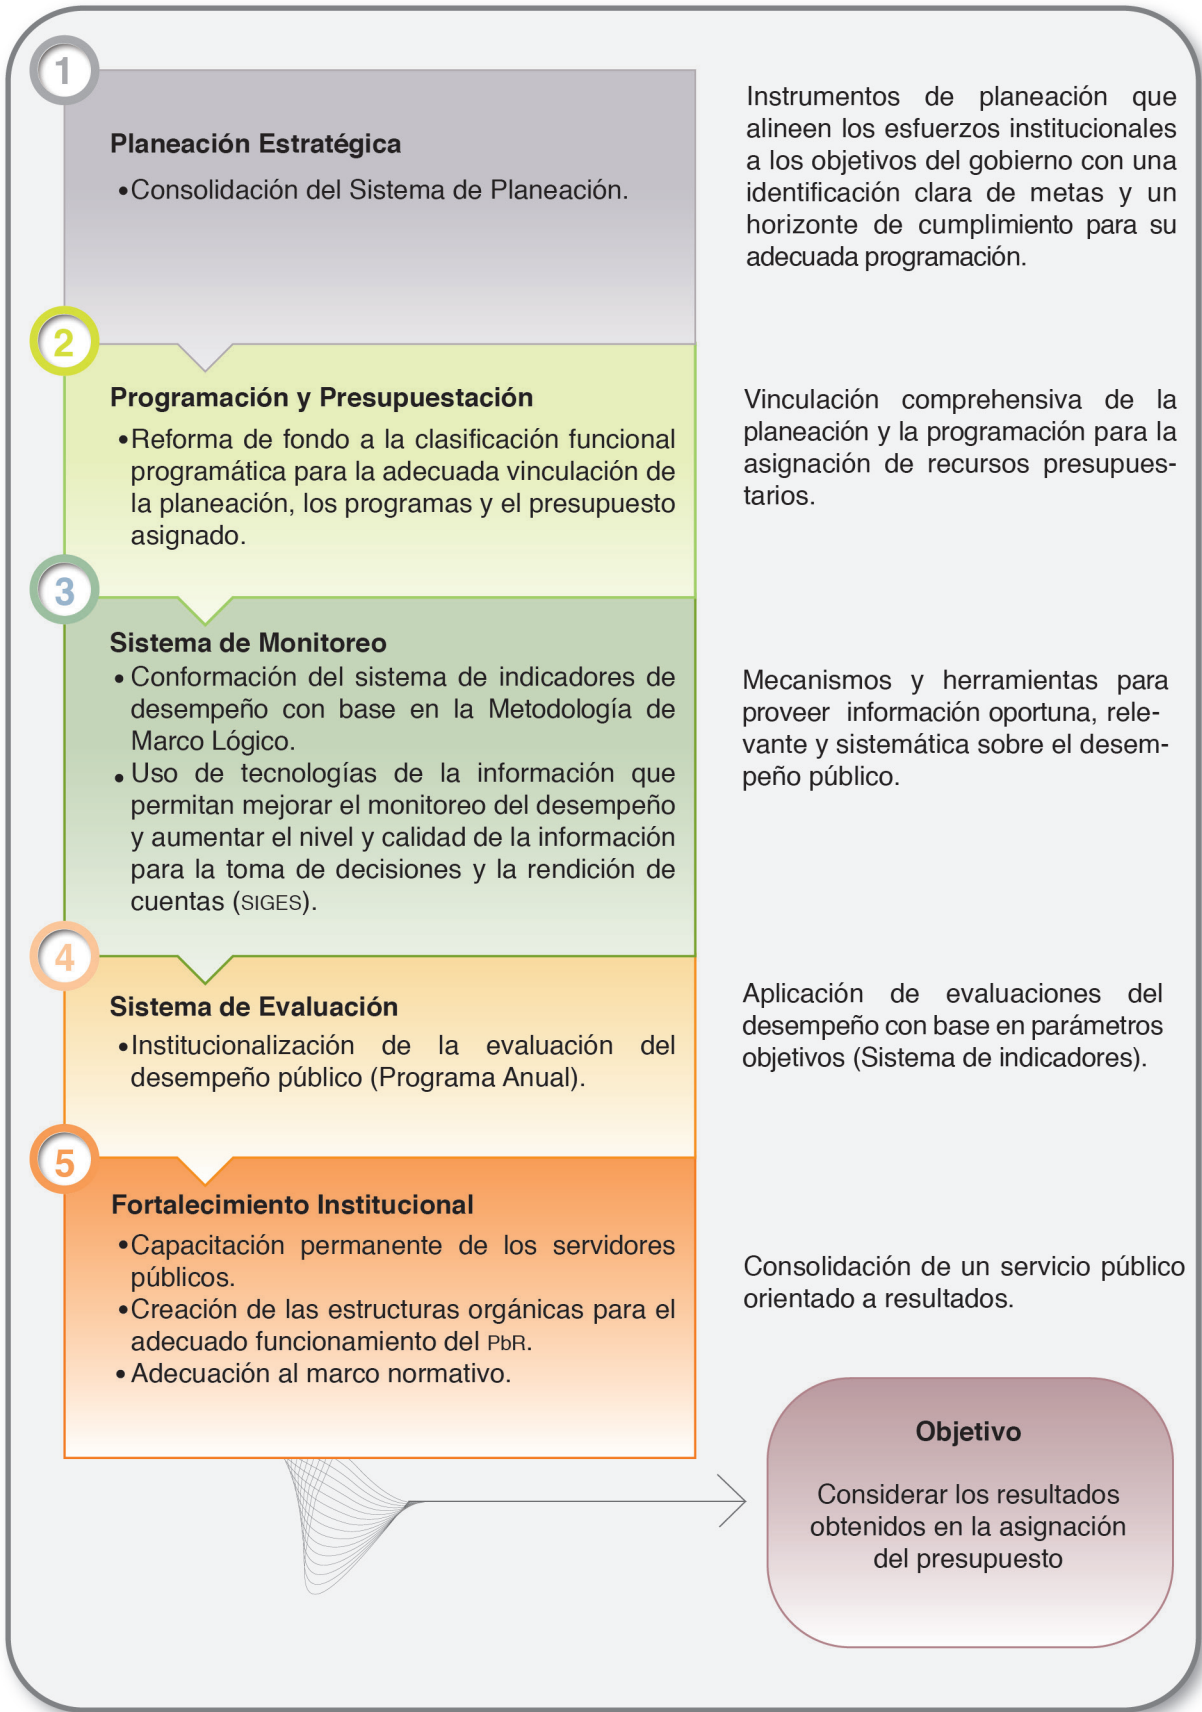 1
Planeación Estratégica
•Consolidación del Sistema de Planeación.
Instrumentos de planeación que
alineen los esfuerzos institucionales
a los objetivos del gobierno con una
identificación clara de metas y un
horizonte de cumplimiento para su
adecuada programación.
2
Programación y Presupuestación
•Reforma de fondo a la clasificación funcional
programática para la adecuada vinculación de
la planeación, los programas y el presupuesto
asignado.
Vinculación comprehensiva de la
planeación y la programación para la
asignación de recursos presupues-
tarios.
3
Sistema de Monitoreo
• Conformación del sistema de indicadores de
desempeño con base en la Metodología de
Marco Lógico.
• Uso de tecnologías de la información que
permitan mejorar el monitoreo del desempeño
y aumentar el nivel y calidad de la información
para la toma de decisiones y la rendición de
cuentas (SIGES).
Mecanismos y herramientas para
proveer información oportuna, rele-
vante y sistemática sobre el desem-
peño público.
4
Sistema de Evaluación
•Institucionalización de la evaluación del
desempeño público (Programa Anual).
Aplicación de evaluaciones del
desempeño con base en parámetros
objetivos (Sistema de indicadores).
5
Fortalecimiento Institucional
•Capacitación permanente de los servidores
públicos.
•Creación de las estructuras orgánicas para el
adecuado funcionamiento del PbR.
• Adecuación al marco normativo.
Consolidación de un servicio público
orientado a resultados.
Objetivo
Considerar los resultados
obtenidos en la asignación
del presupuesto